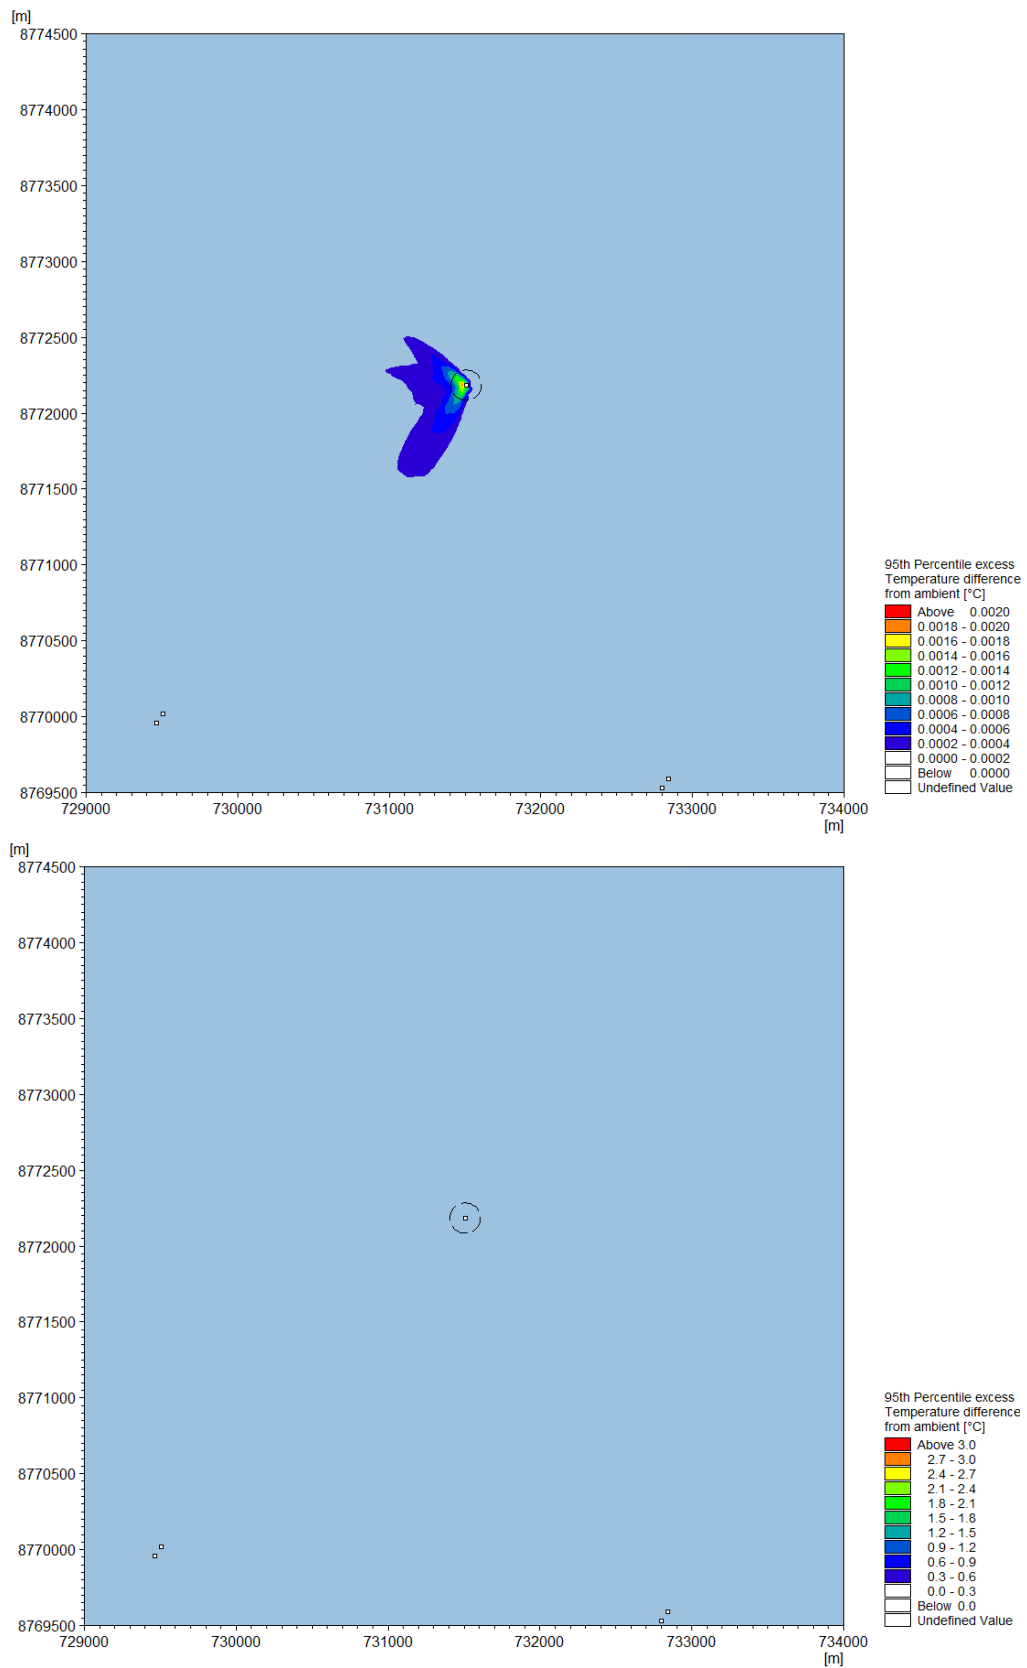 [m]
8774500
8774000
8773500
8773000
8772500
8772000
8771500
8771000
8770500
8770000
8769500
729000 730000 731000 732000 733000 734000
[m]
95th Percentile excess
Temperature difference
from ambient [°C]
Above 0.0020
0.0018 - 0.0020
0.0016 - 0.0018
0.0014 - 0.0016
0.0012 - 0.0014
0.0010 - 0.0012
0.0008 - 0.0010
0.0006 - 0.0008
0.0004 - 0.0006
0.0002 - 0.0004
0.0000 - 0.0002
Below 0.0000
Undefined Value
[m]
8774500
8774000
8773500
8773000
8772500
8772000
8771500
8771000
8770500
8770000
8769500
729000 730000 731000 732000 733000 734000
[m]
95th Percentile excess
Temperature difference
from ambient [°C]
Above 3.0
2.7 - 3.0
2.4 - 2.7
2.1 - 2.4
1.8 - 2.1
1.5 - 1.8
1.2 - 1.5
0.9 - 1.2
0.6 - 0.9
0.3 - 0.6
0.0 - 0.3
Below 0.0
Undefined Value